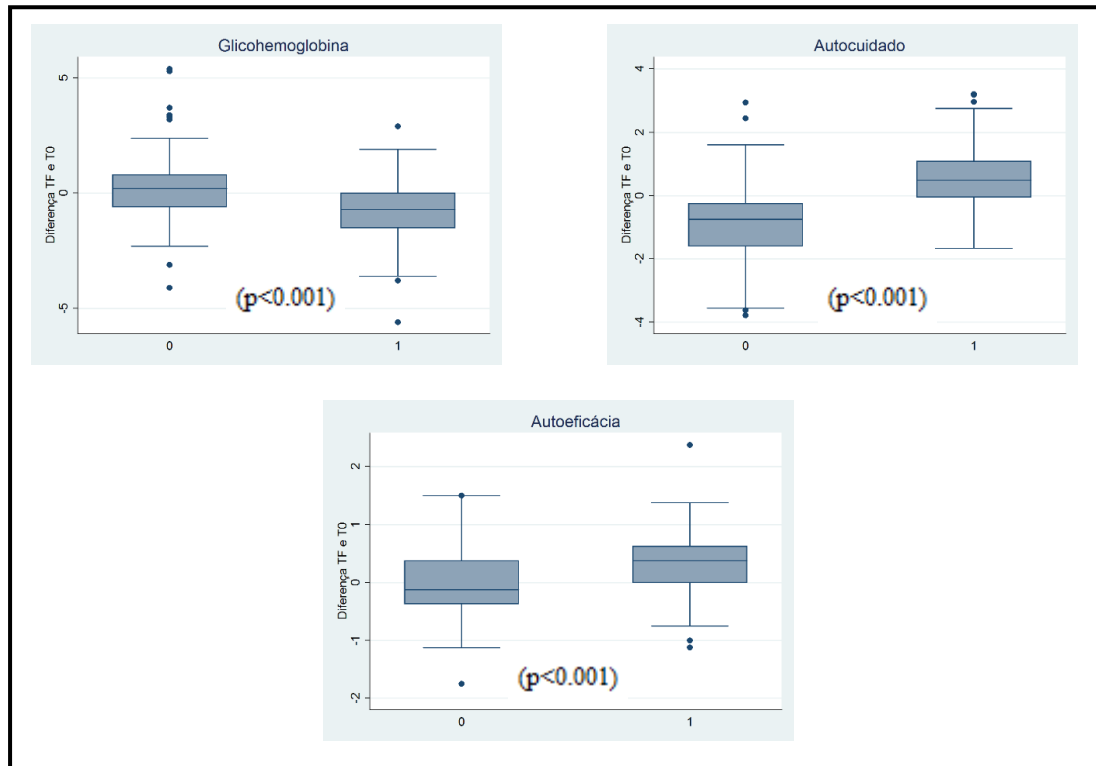 Glicohemoglobina
Diferença TF e T0
5
0
-5
(p<0.001)
0 1
Autocuidado
Diferença TF e T0
4
2
0
-2
-4
(p<0.001)
0 1
Autoeficácia
Diferença TF e T0
2
1
0
-1
-2
(p<0.001)
0 1